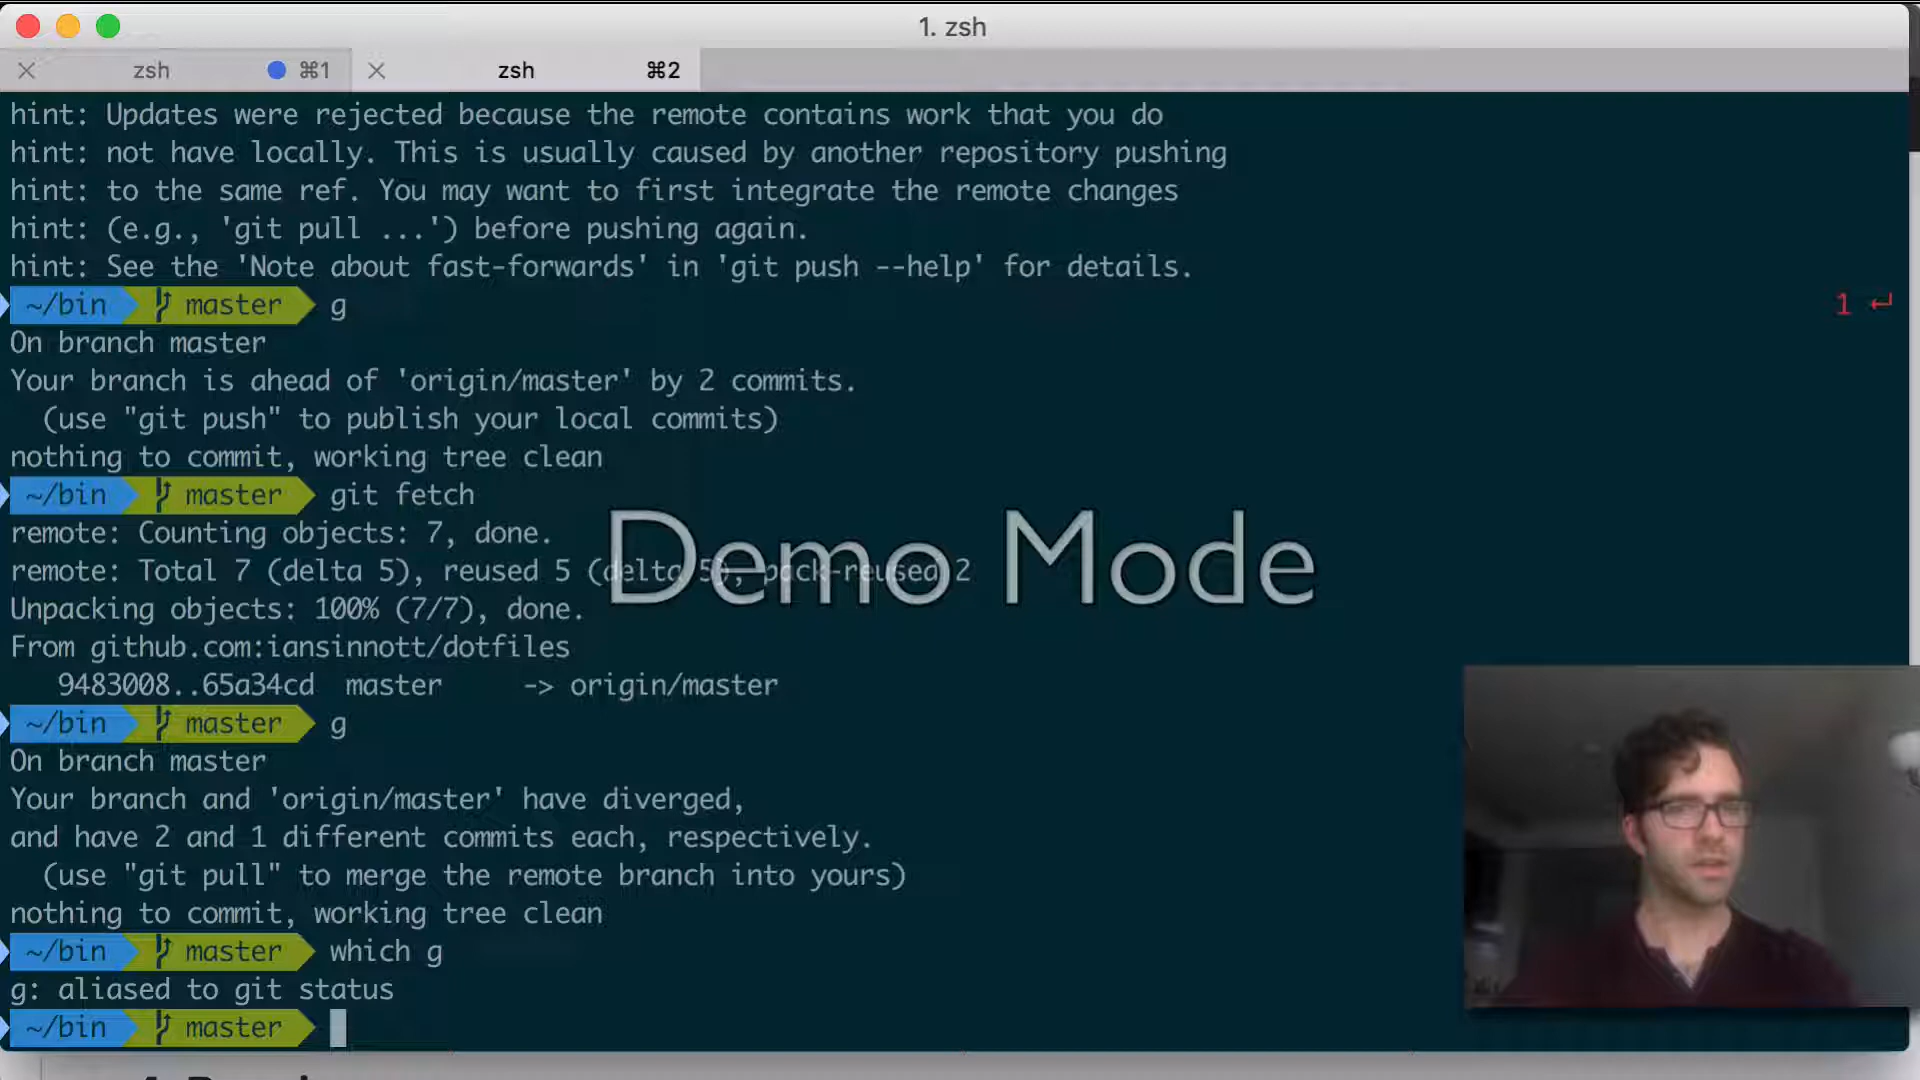 1. zsh
zsh ⌘1 zsh ⌘2
hint: Updates were rejected because the remote contains work that you do
hint: not have locally. This is usually caused by another repository pushing
hint: to the same ref. You may want to first integrate the remote changes
hint: (e.g., 'git pull ...') before pushing again.
hint: See the 'Note about fast-forwards' in 'git push --help' for details.
~/bin master g 1 ↵
On branch master
Your branch is ahead of 'origin/master' by 2 commits.
(use "git push" to publish your local commits)
nothing to commit, working tree clean
~/bin master git fetch
remote: Counting objects: 7, done.
remote: Total 7 (delta 5), reused 5 (delta 5), pack-reused 2
Unpacking objects: 100% (7/7), done.
From github.com:iansinnott/dotfiles
9483008..65a34cd master -> origin/master
~/bin master g
On branch master
Your branch and 'origin/master' have diverged,
and have 2 and 1 different commits each, respectively.
(use "git pull" to merge the remote branch into yours)
nothing to commit, working tree clean
~/bin master which g
g: aliased to git status
~/bin master
Demo Mode